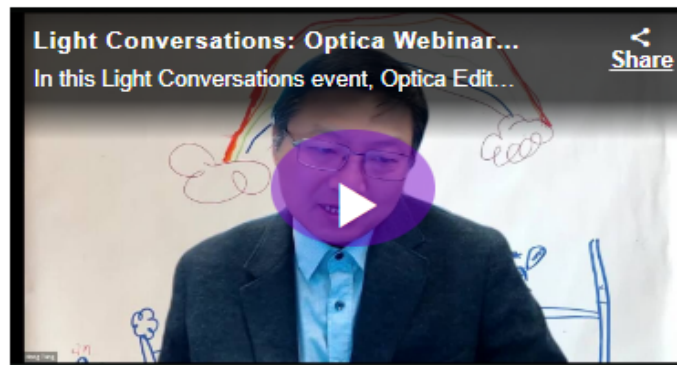 Light Conversations: Optica Webinar...
Share
In this Light Conversations event, Optica Edit...